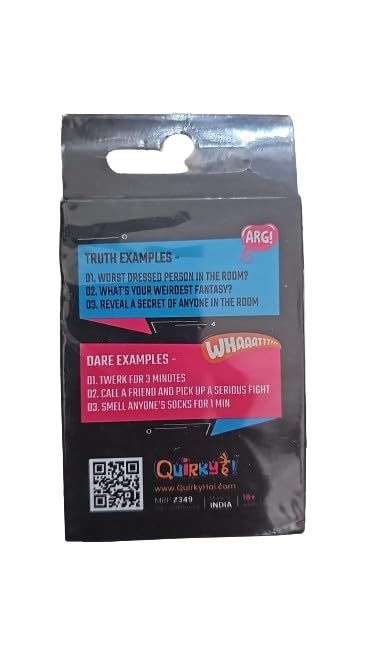 ARG!
TRUTH EXAMPLES -
01. WORST DRESSED PERSON IN THE ROOM?
02. WHAT'S YOUR WEIRDEST FANTASY?
03. REVEAL A SECRET OF ANYONE IN THE ROOM
WHAAATTT
DARE EXAMPLES -
01. TWERK FOR 3 MINUTES
02. CALL A FRIEND AND PICK UP A SERIOUS FIGHT
03. SMELL ANYONE'S SOCKS FOR 1 MIN
Quirky है!
www.QuirkyHai.com
MRP ₹349
INDIA
18+